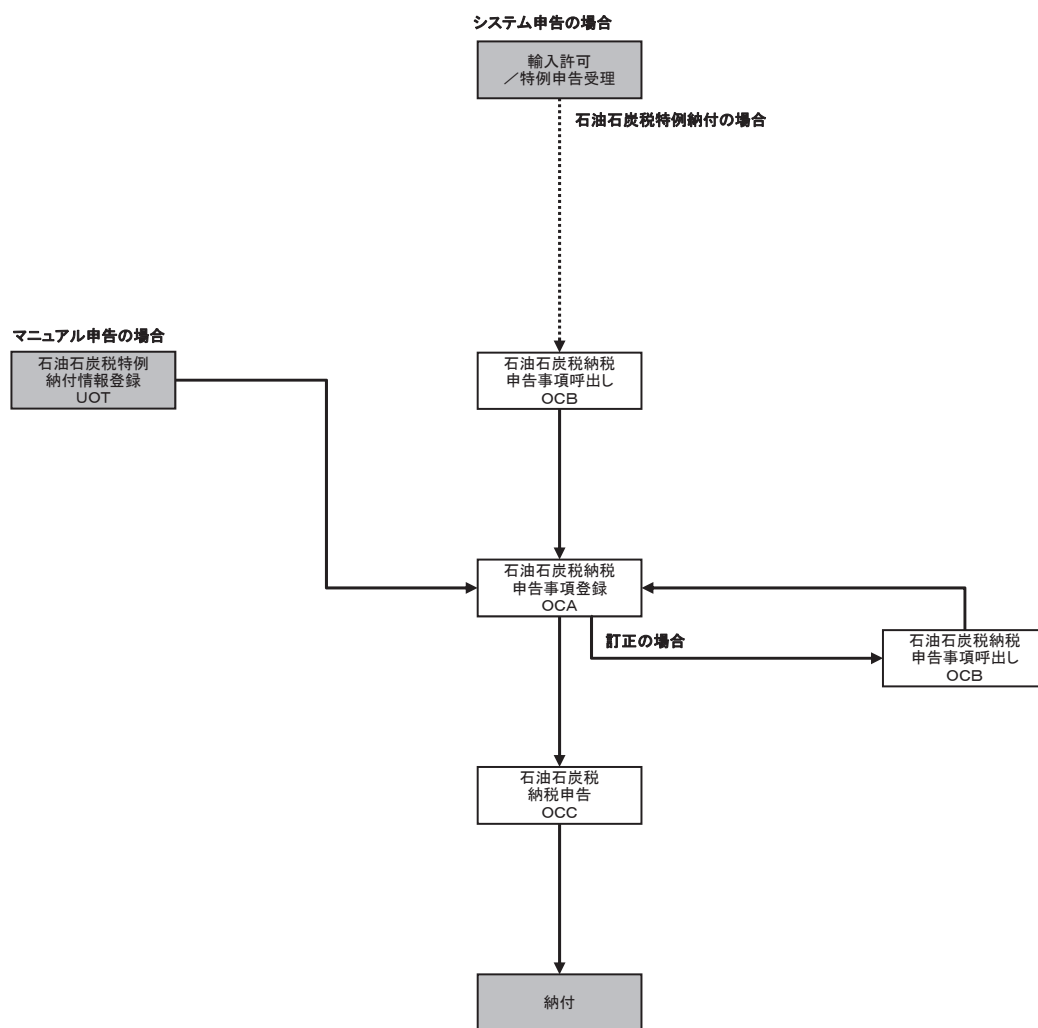 システム申告の場合
輸入許可
／特例申告受理
石油石炭税特例納付の場合
マニュアル申告の場合
石油石炭税特例
納付情報登録
UOT
石油石炭税納税
申告事項呼出し
OCB
石油石炭税納税
申告事項登録
OCA
訂正の場合
石油石炭税納税
申告事項呼出し
OCB
石油石炭税
納税申告
OCC
納付